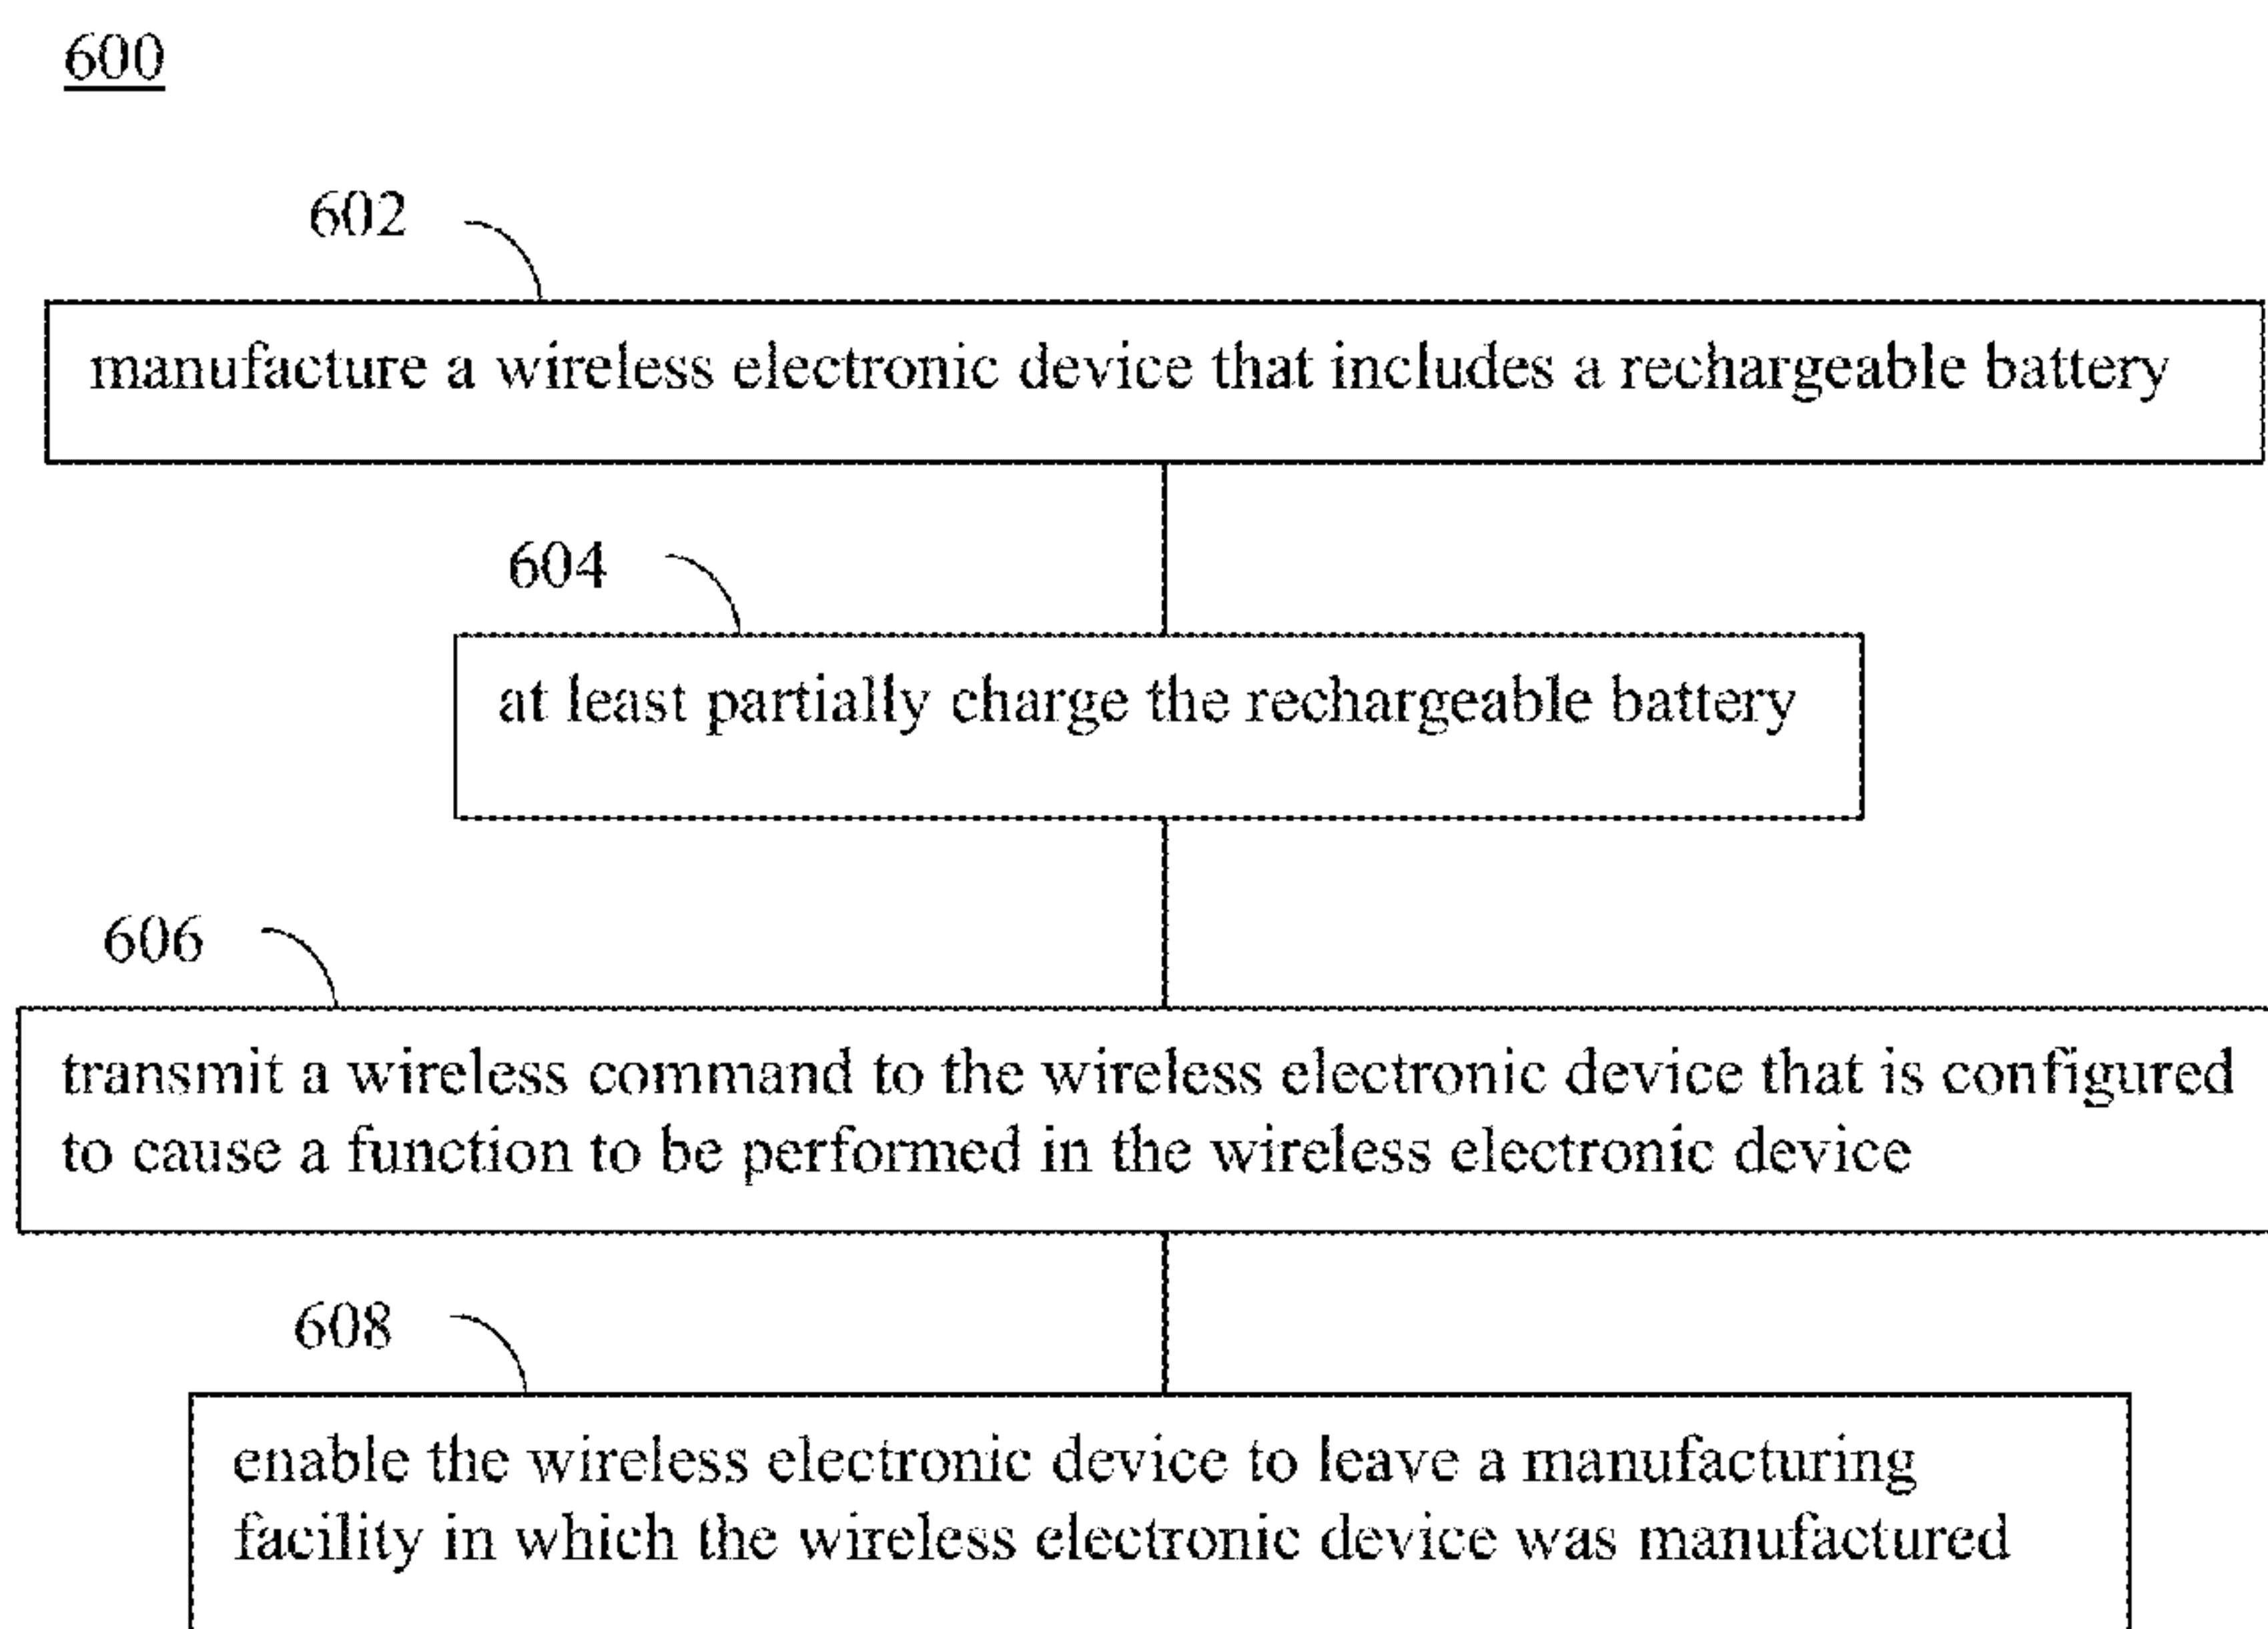 600
602
manufacture a wireless electronic device that includes a rechargeable battery
604
at least partially charge the rechargeable battery
606
transmit a wireless command to the wireless electronic device that is configured
to cause a function to be performed in the wireless electronic device
608
enable the wireless electronic device to leave a manufacturing
facility in which the wireless electronic device was manufactured